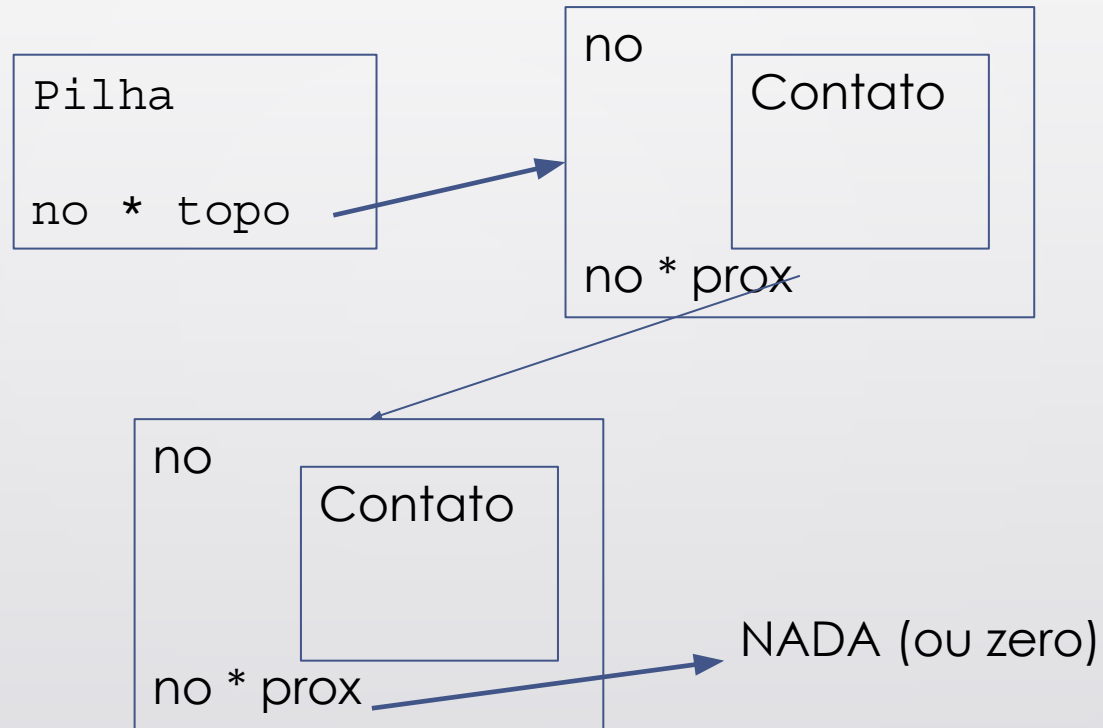 Pilha
no * topo
no
Contato
no * prox
no
Contato
no * prox
NADA (ou zero)